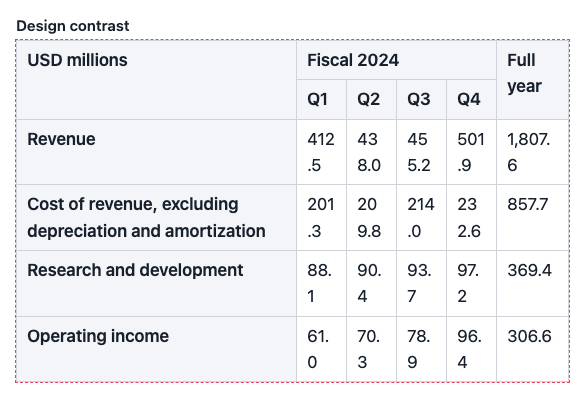 Design contrast
USD millions Fiscal 2024 Full
year
Q1 Q2 Q3 Q4
Revenue 412 43 45 501 1,807.
.5 8.0 5.2 .9 6
Cost of revenue, excluding 201 20 214 23 857.7
depreciation and amortization .3 9.8 .0 2.6
Research and development 88. 90. 93. 97. 369.4
1 4 7 2
Operating income 61. 70. 78. 96. 306.6
0 3 9 4